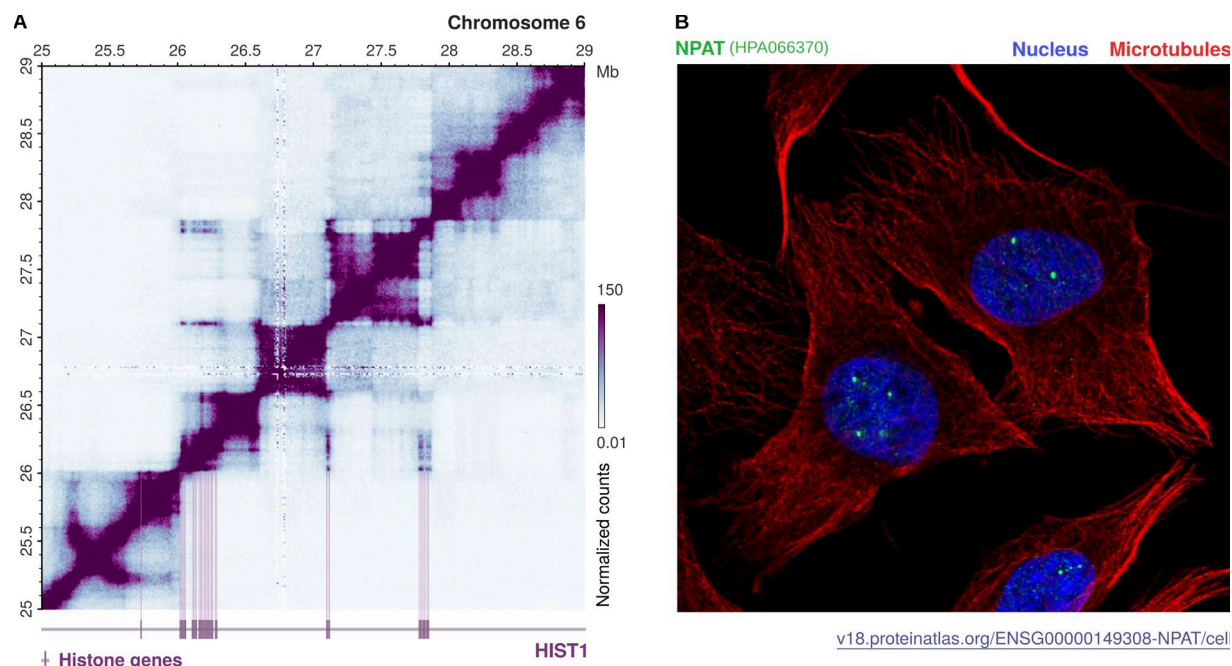 A
Chromosome 6
25 25.5 26 26.5 27 27.5 28 28.5 29
Mb
29
28.5
28
27.5
27
26.5
26
25.5
25
150
0.01
Normalized counts
HIST1
Histone genes
B
NPAT (HPA066370) Nucleus Microtubules
v18.proteinatlas.org/ENSG00000149308-NPAT/cell